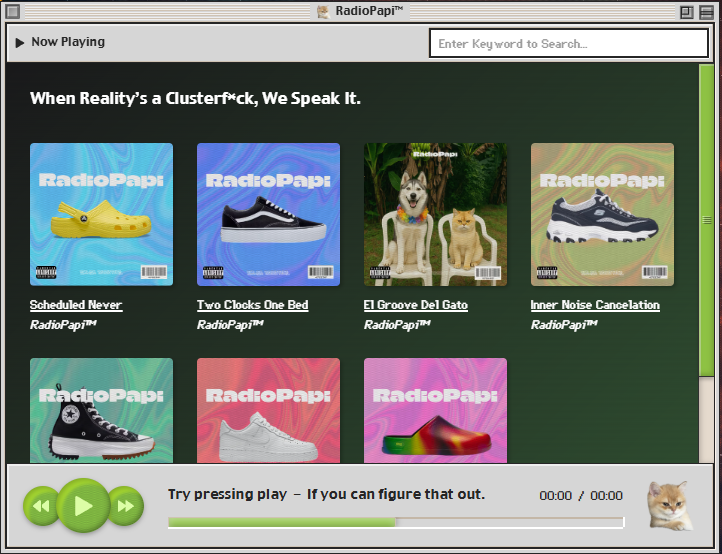 RadioPapi™
Now Playing
Enter Keyword to Search...
When Reality's a Clusterf*ck, We Speak It.
RadioPapi
RadioPapi
RadioPapi
RadioPapi
Scheduled Never
Two Clocks One Bed
El Groove Del Gato
Inner Noise Cancelation
RadioPapi™
RadioPapi™
RadioPapi™
RadioPapi™
RadioPapi
RadioPapi
RadioPapi
Try pressing play – If you can figure that out.
00:00 / 00:00